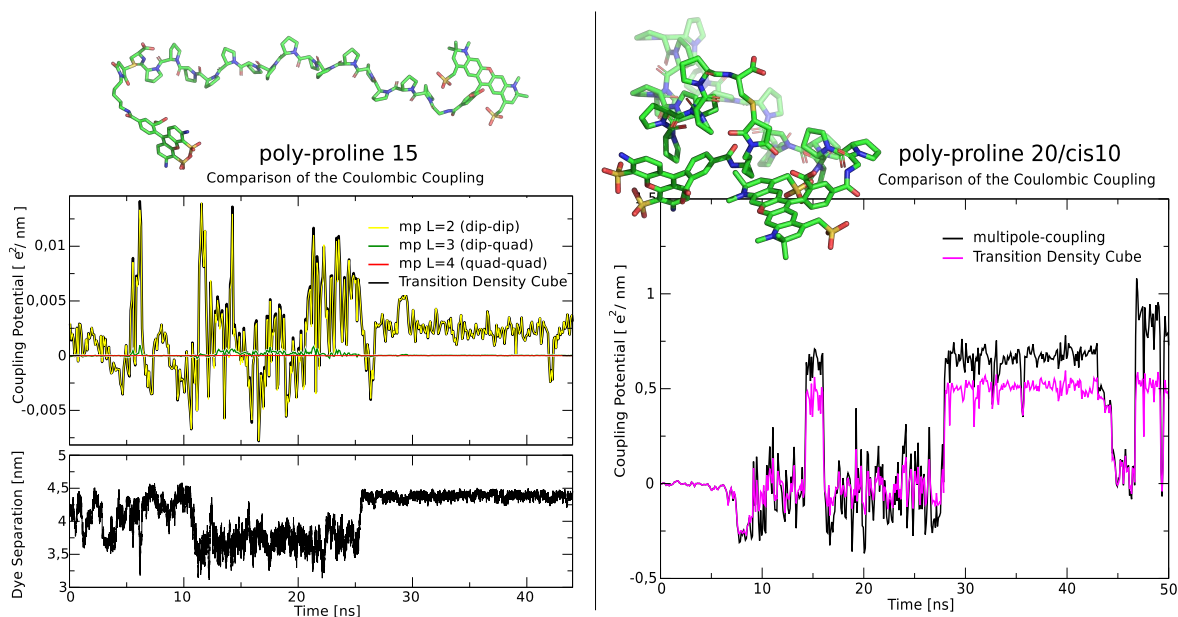 poly-proline 15
Comparison of the Coulombic Coupling
mp L=2 (dip-dip)
mp L=3 (dip-quad)
mp L=4 (quad-quad)
Transition Density Cube
Coupling Potential [ e²/ nm ]
0,01
0,005
0
-0,005
Dye Separation [nm]
5
4,5
4
3,5
3
0 10 20 30 40
Time [ns]
poly-proline 20/cis10
Comparison of the Coulombic Coupling
multipole-coupling
Transition Density Cube
Coupling Potential [ e²/ nm ]
1
0,5
0
-0,5
0 10 20 30 40 50
Time [ns]